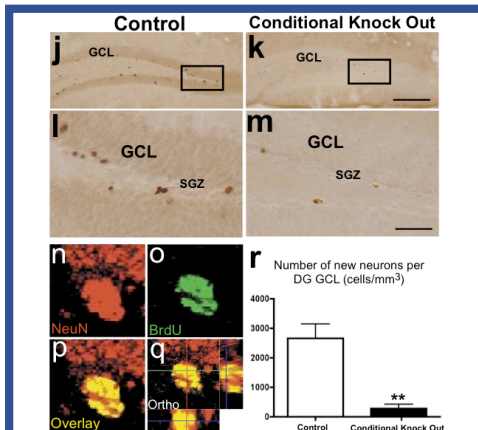 Control
Conditional Knock Out
j
GCL
k
GCL
l
GCL
SGZ
m
GCL
SGZ
n
NeuN
o
BrdU
p
Overlay
q
Ortho
r
Number of new neurons per
DG GCL (cells/mm³)
4000
3000
2000
1000
0
**
Control
Conditional Knock Out